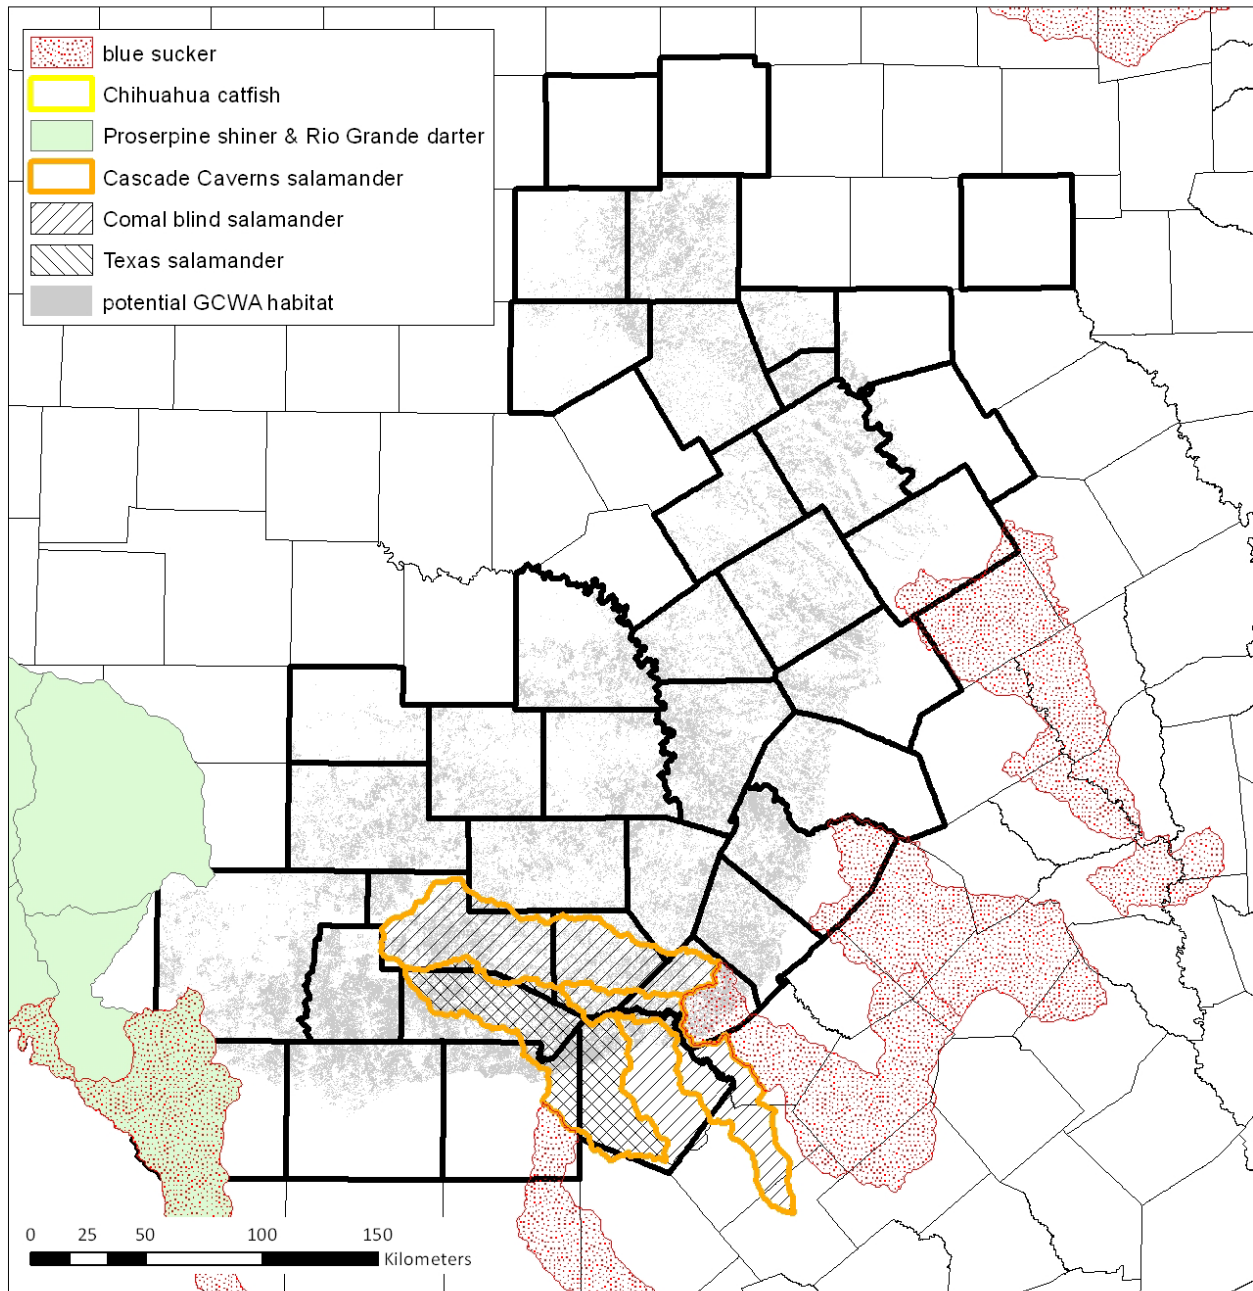 blue sucker
Chihuahua catfish
Proserpine shiner & Rio Grande darter
Cascade Caverns salamander
Comal blind salamander
Texas salamander
potential GCWA habitat
0 25 50 100 150
Kilometers